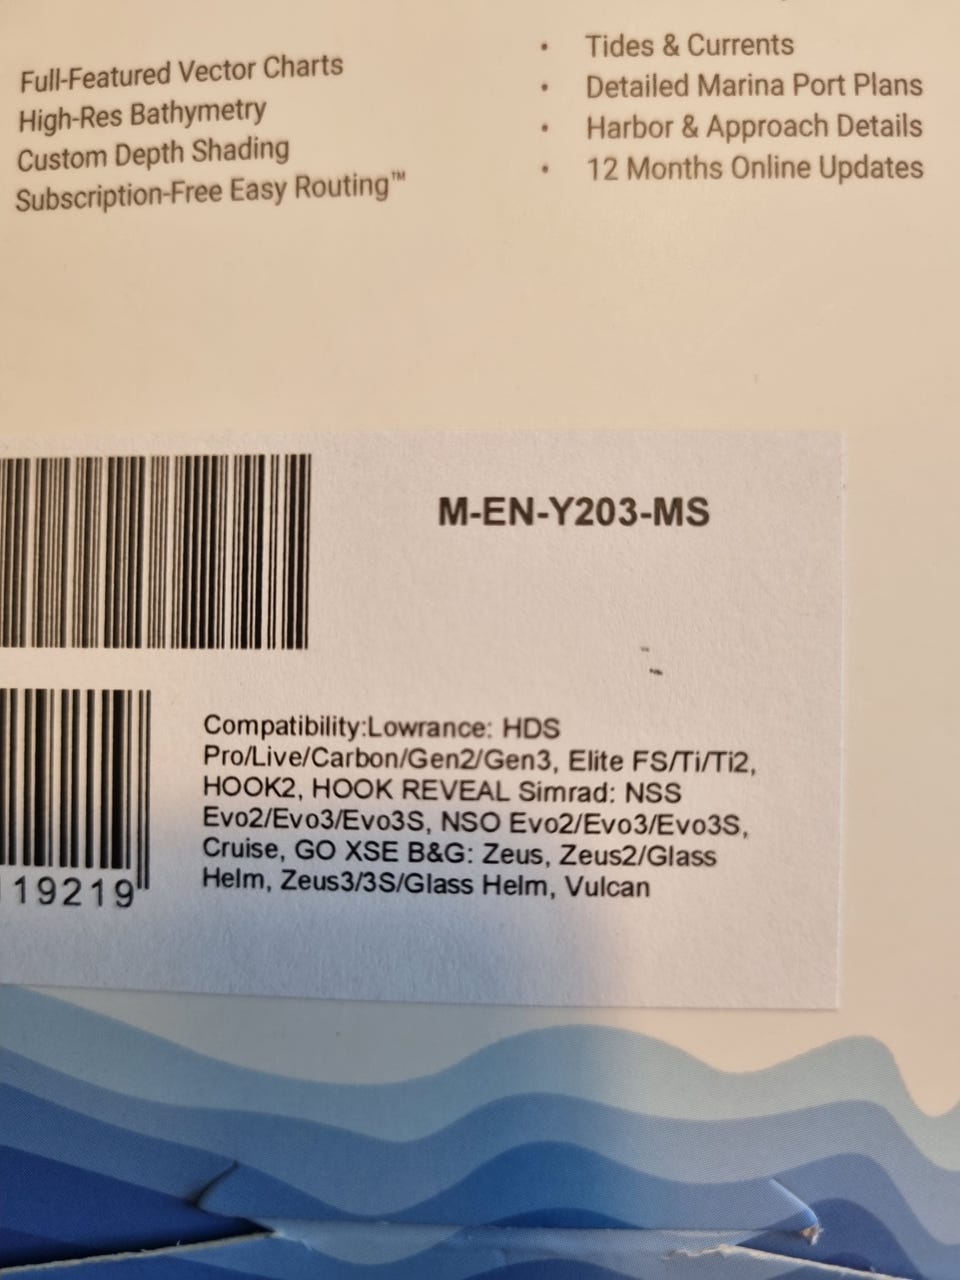 Full-Featured Vector Charts
High-Res Bathymetry
Custom Depth Shading
Subscription-Free Easy Routing™
• Tides & Currents
• Detailed Marina Port Plans
• Harbor & Approach Details
• 12 Months Online Updates
M-EN-Y203-MS
19219
Compatibility:Lowrance: HDS
Pro/Live/Carbon/Gen2/Gen3, Elite FS/Ti/Ti2,
HOOK2, HOOK REVEAL Simrad: NSS
Evo2/Evo3/Evo3S, NSO Evo2/Evo3/Evo3S,
Cruise, GO XSE B&G: Zeus, Zeus2/Glass
Helm, Zeus3/3S/Glass Helm, Vulcan